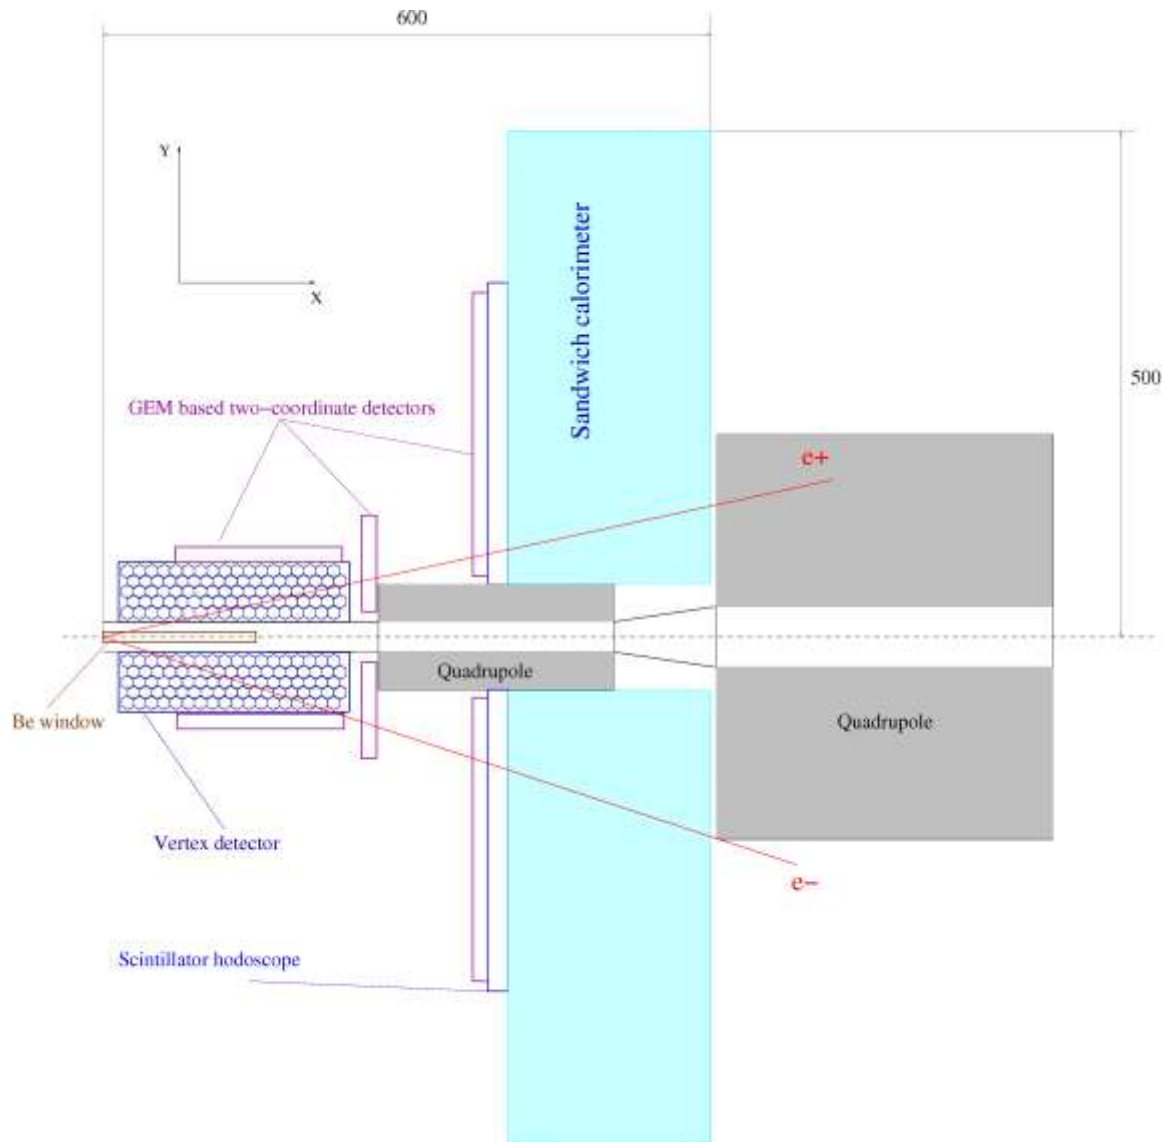 600
Y
X
Sandwich calorimeter
500
GEM based two−coordinate detectors
e+
Quadrupole
Be window
Quadrupole
Vertex detector
e−
Scintillator hodoscope